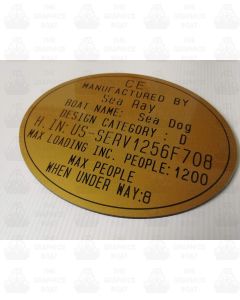 CE
MANUFACTURED BY
Sea Ray
BOAT NAME: Sea Dog
DESIGN CATEGORY : D
H.IN:US-SERV1256F708
MAX LOADING INC. PEOPLE:1200
MAX PEOPLE
WHEN UNDER WAY:8